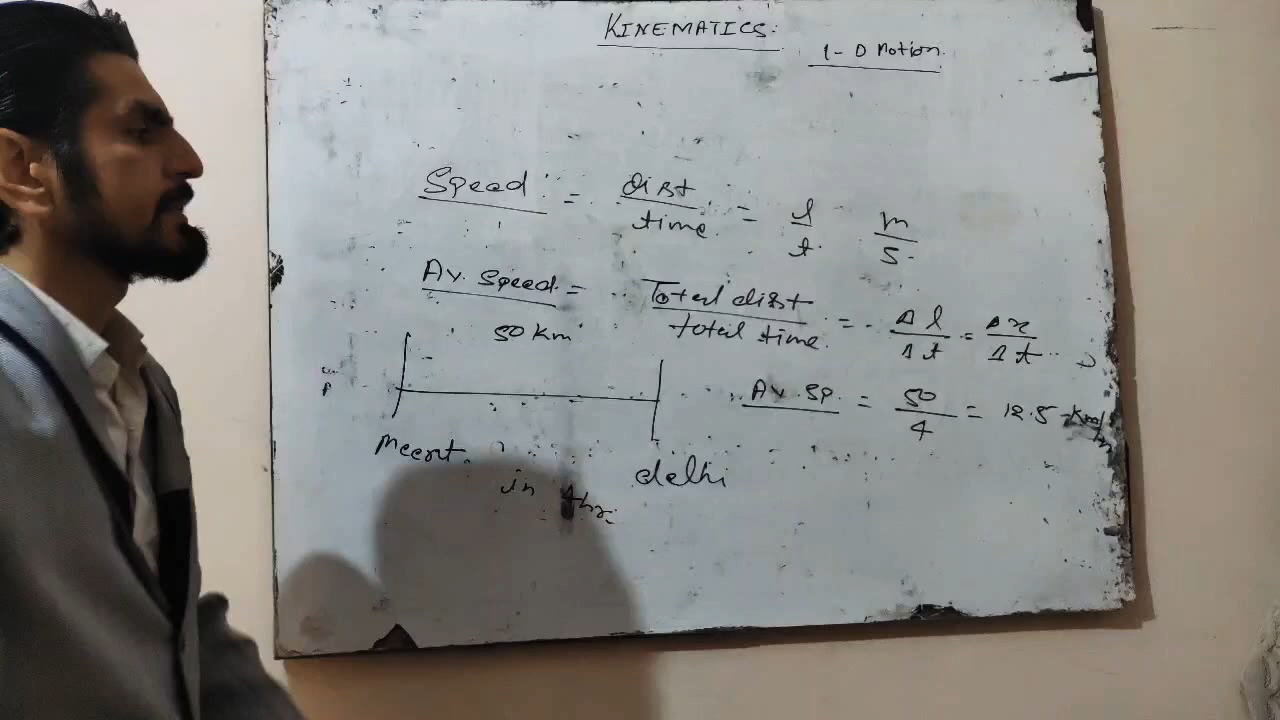 KINEMATICS:
1-D Motion
Speed = dist / time = l / t m / s
Av. Speed = Total dist / total time = Δl / Δt = Δx / Δt
50 Km
Av. Sp. = 50 / 4 = 12.5 Km/h
Meerut
delhi
in 4hr.